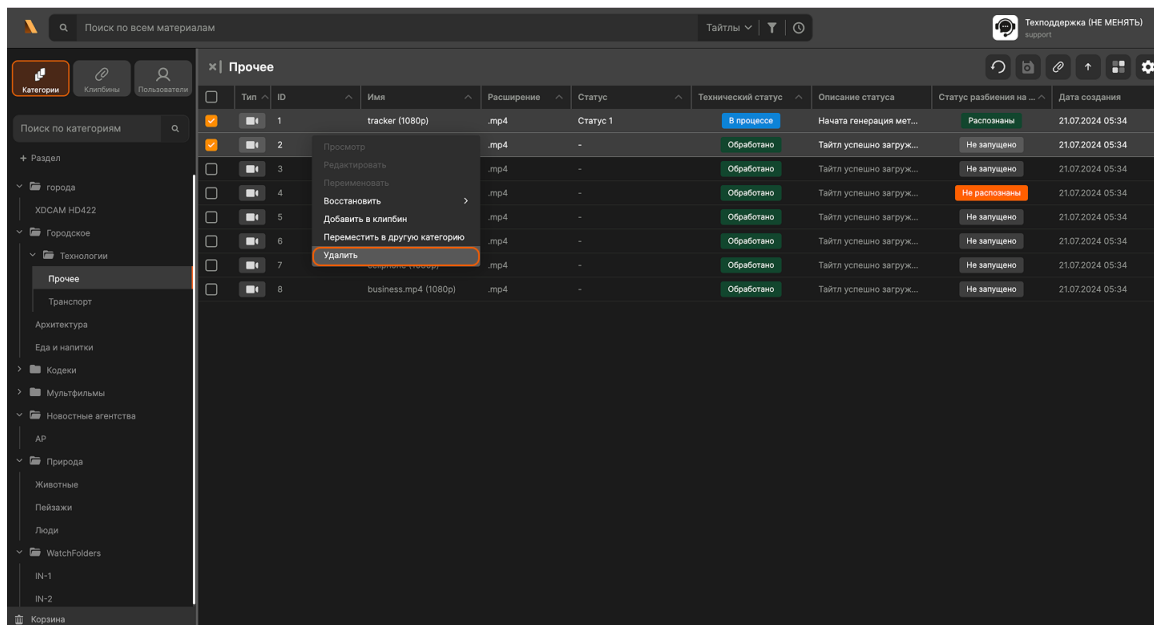 Поиск по всем материалам
Тайтлы
Техподдержка (НЕ МЕНЯТЬ)
support
Категории
Клипбины
Пользователи
Поиск по категориям
+ Раздел
города
XDCAM HD422
Городское
Технологии
Прочее
Транспорт
Архитектура
Еда и напитки
Кодеки
Мультфильмы
Новостные агентства
AP
Природа
Животные
Пейзажи
Люди
WatchFolders
IN-1
IN-2
Корзина
Прочее
Тип ID Имя Расширение Статус Технический статус Описание статуса Статус разбиения на ... Дата создания
1 tracker (1080p) .mp4 Статус 1 В процессе Начата генерация мет... Распознаны 21.07.2024 05:34
2 .mp4 - Обработано Тайтл успешно загруж... Не запущено 21.07.2024 05:34
3 .mp4 - Обработано Тайтл успешно загруж... Не запущено 21.07.2024 05:34
4 .mp4 - Обработано Тайтл успешно загруж... Не распознаны 21.07.2024 05:34
5 .mp4 - Обработано Тайтл успешно загруж... Не запущено 21.07.2024 05:34
6 .mp4 - Обработано Тайтл успешно загруж... Не запущено 21.07.2024 05:34
7 .mp4 - Обработано Тайтл успешно загруж... Не запущено 21.07.2024 05:34
8 business.mp4 (1080p) .mp4 - Обработано Тайтл успешно загруж... Не запущено 21.07.2024 05:34
Просмотр
Редактировать
Переименовать
Восстановить
Добавить в клипбин
Переместить в другую категорию
Удалить